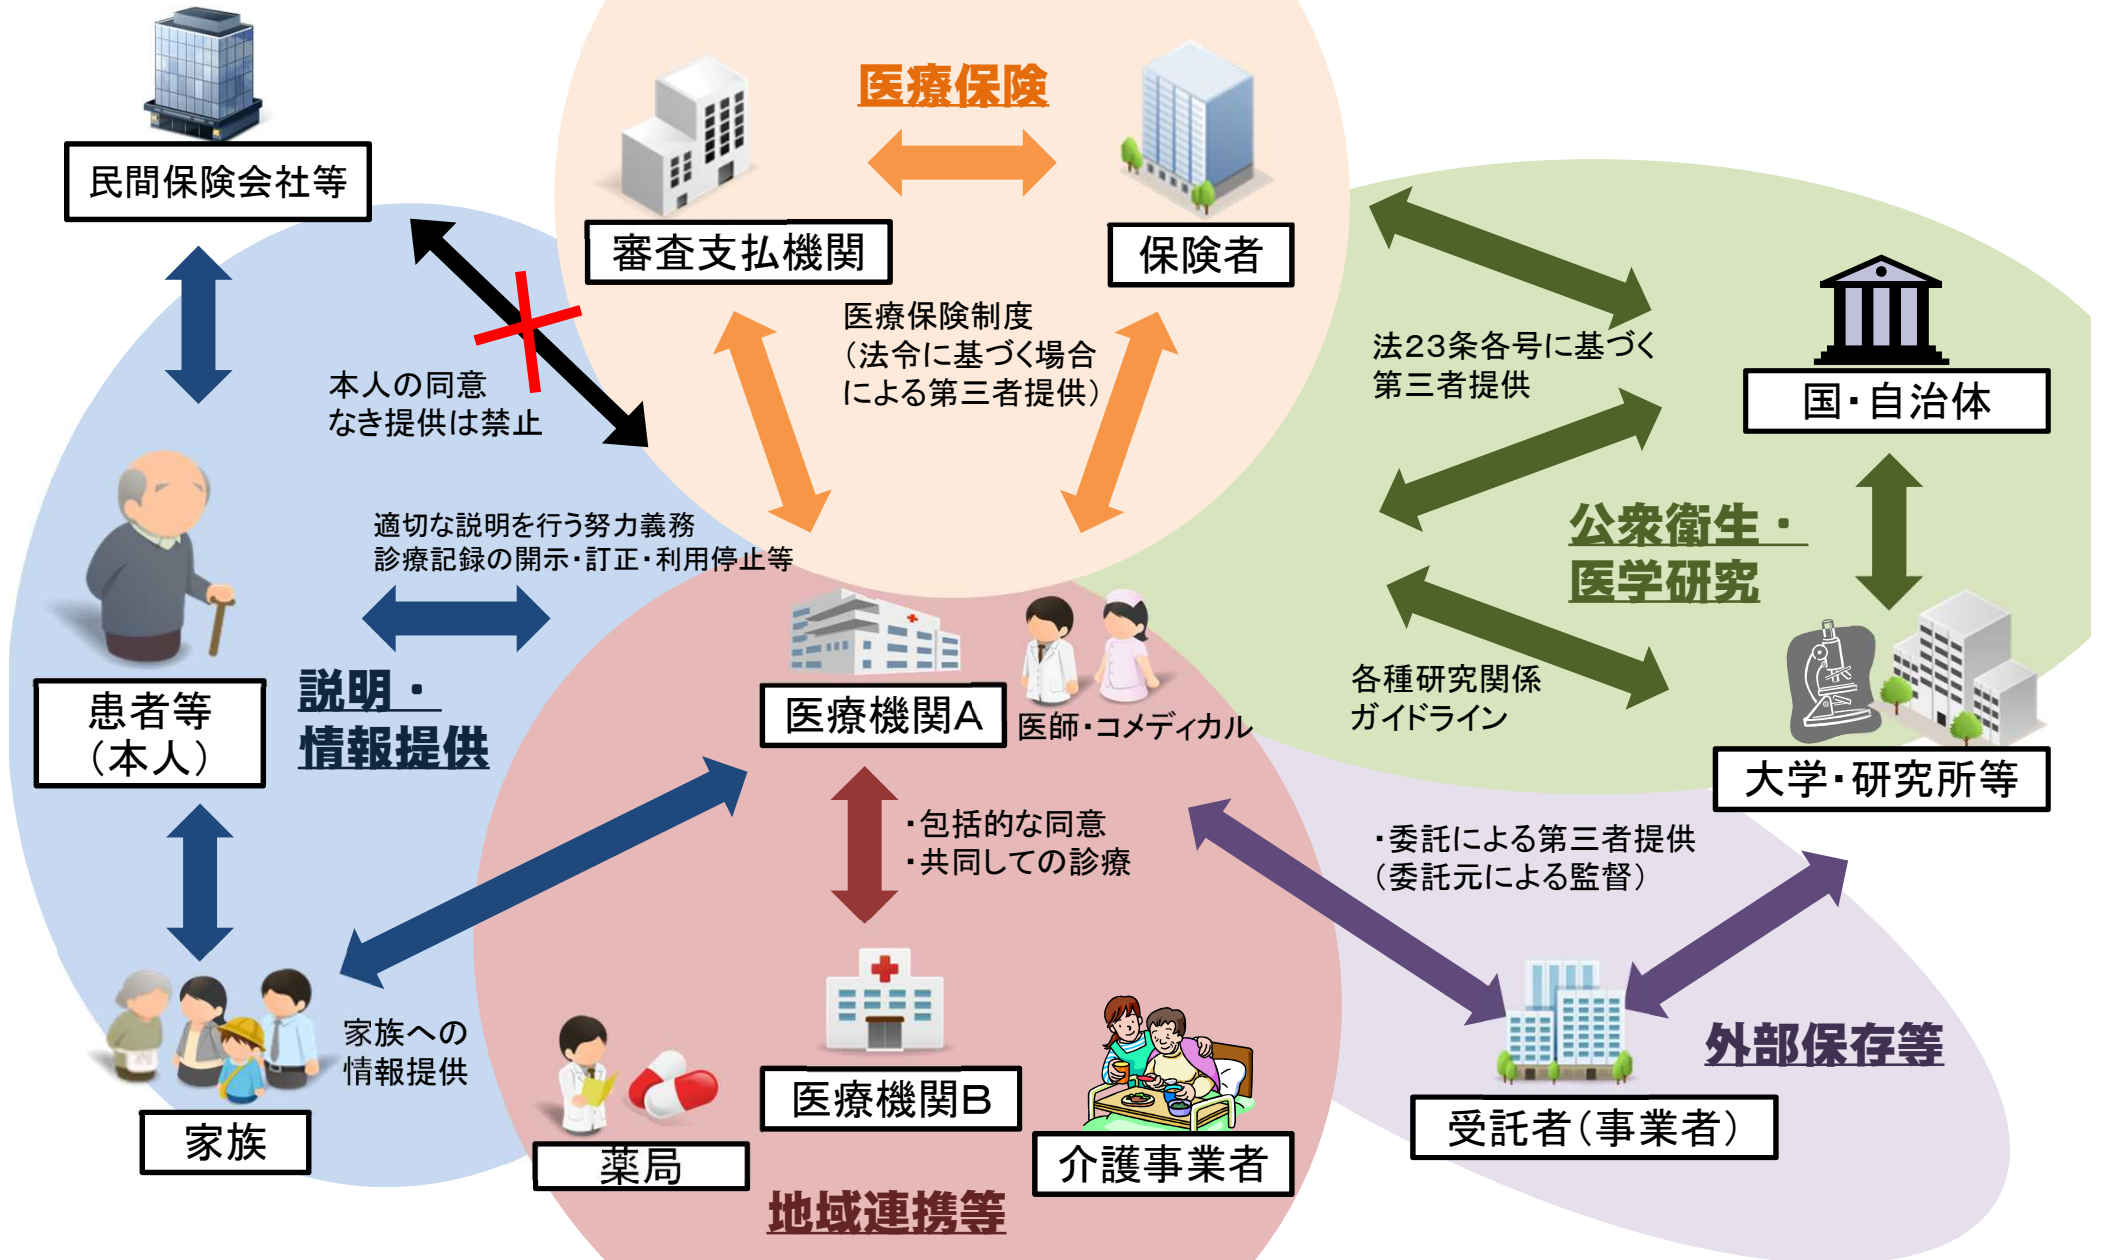 医療保険
民間保険会社等
審査支払機関
保険者
医療保険制度
（法令に基づく場合
による第三者提供）
法２３条各号に基づく
第三者提供
国・自治体
本人の同意
なき提供は禁止
適切な説明を行う努力義務
診療記録の開示・訂正・利用停止等
公衆衛生・
医学研究
患者等
（本人）
説明・
情報提供
医療機関Ａ
医師・コメディカル
各種研究関係
ガイドライン
大学・研究所等
・包括的な同意
・共同しての診療
・委託による第三者提供
（委託元による監督）
家族への
情報提供
外部保存等
医療機関Ｂ
受託者（事業者）
家族
薬局
介護事業者
地域連携等